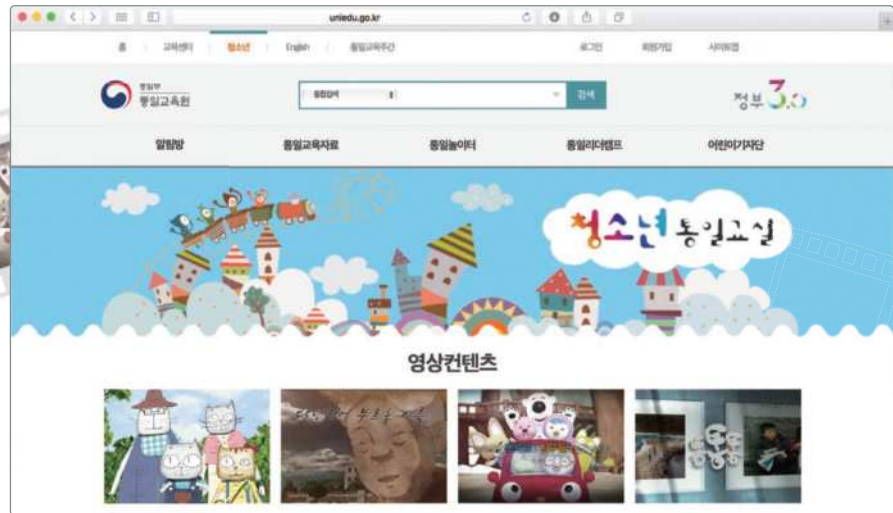 uniedu.go.kr
홈 교육센터 청소년 English 통일교육주간 로그인 회원가입 사이트맵
통일부
통일교육원
통합검색 검색
정부3.0
알림방 통일교육자료 통일놀이터 통일리더캠프 어린이기자단
청소년 통일교실
영상컨텐츠